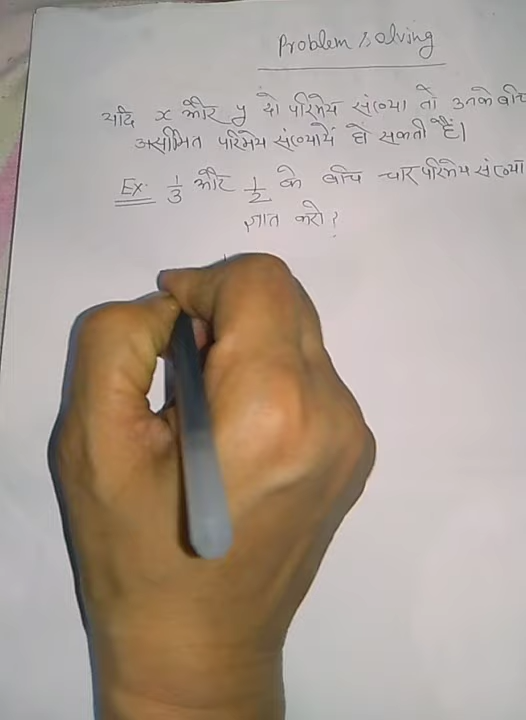 Problem solving
यदि x और y दो परिमेय संख्या तो उनके बीच
असीमित परिमेय संख्यायें हो सकती हैं।
Ex. 1/3 और 1/2 के बीच चार परिमेय संख्या
ज्ञात करो?